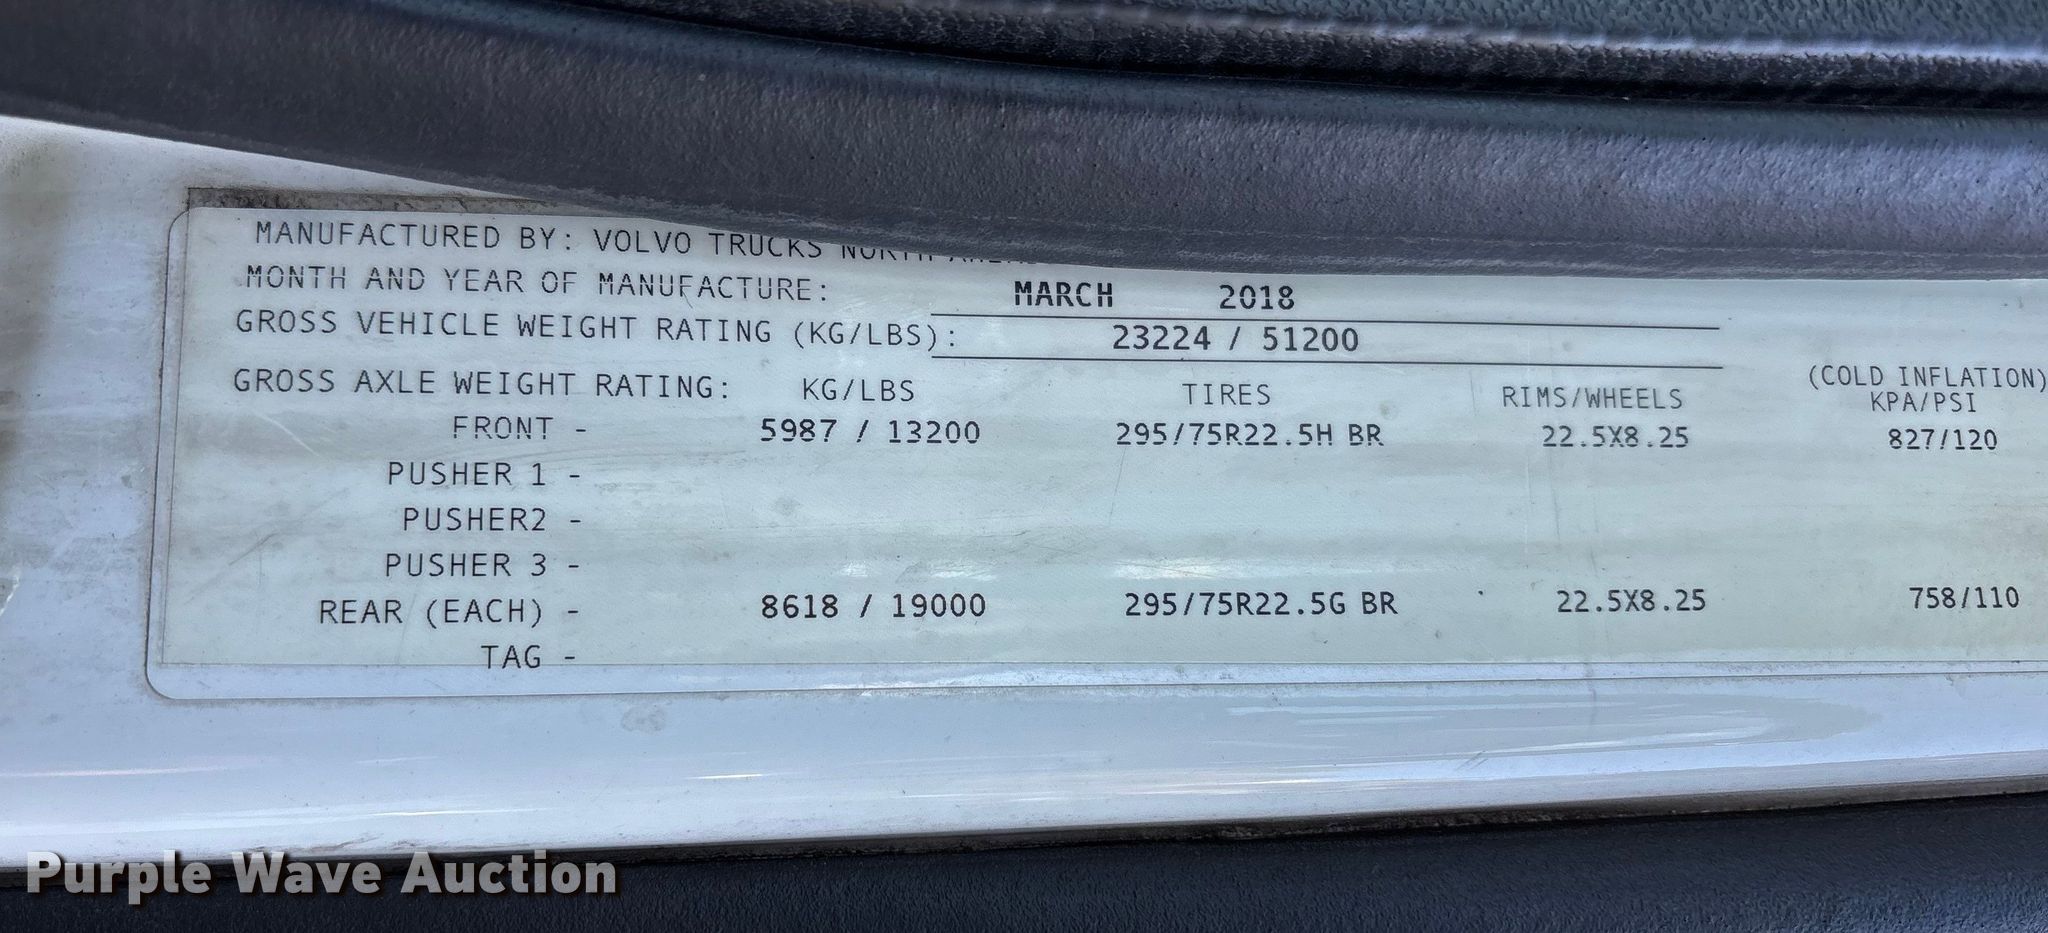 MANUFACTURED BY: VOLVO TRUCKS NORTH
MONTH AND YEAR OF MANUFACTURE: MARCH 2018
GROSS VEHICLE WEIGHT RATING (KG/LBS): 23224 / 51200
GROSS AXLE WEIGHT RATING: KG/LBS TIRES RIMS/WHEELS (COLD INFLATION) KPA/PSI
FRONT - 5987 / 13200 295/75R22.5H BR 22.5X8.25 827/120
PUSHER 1 -
PUSHER2 -
PUSHER 3 -
REAR (EACH) - 8618 / 19000 295/75R22.5G BR 22.5X8.25 758/110
TAG -
Purple Wave Auction